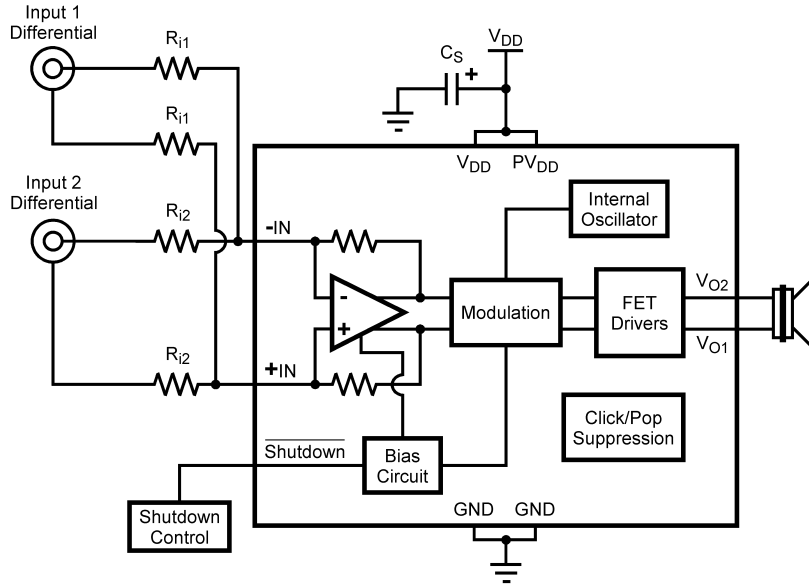 Input 1
Differential
Ri1
Ri1
Input 2
Differential
Ri2
Ri2
CS
+
VDD
VDD
PVDD
-IN
+IN
-
+
Internal
Oscillator
Modulation
FET
Drivers
VO2
VO1
Click/Pop
Suppression
Shutdown
Bias
Circuit
Shutdown
Control
GND
GND